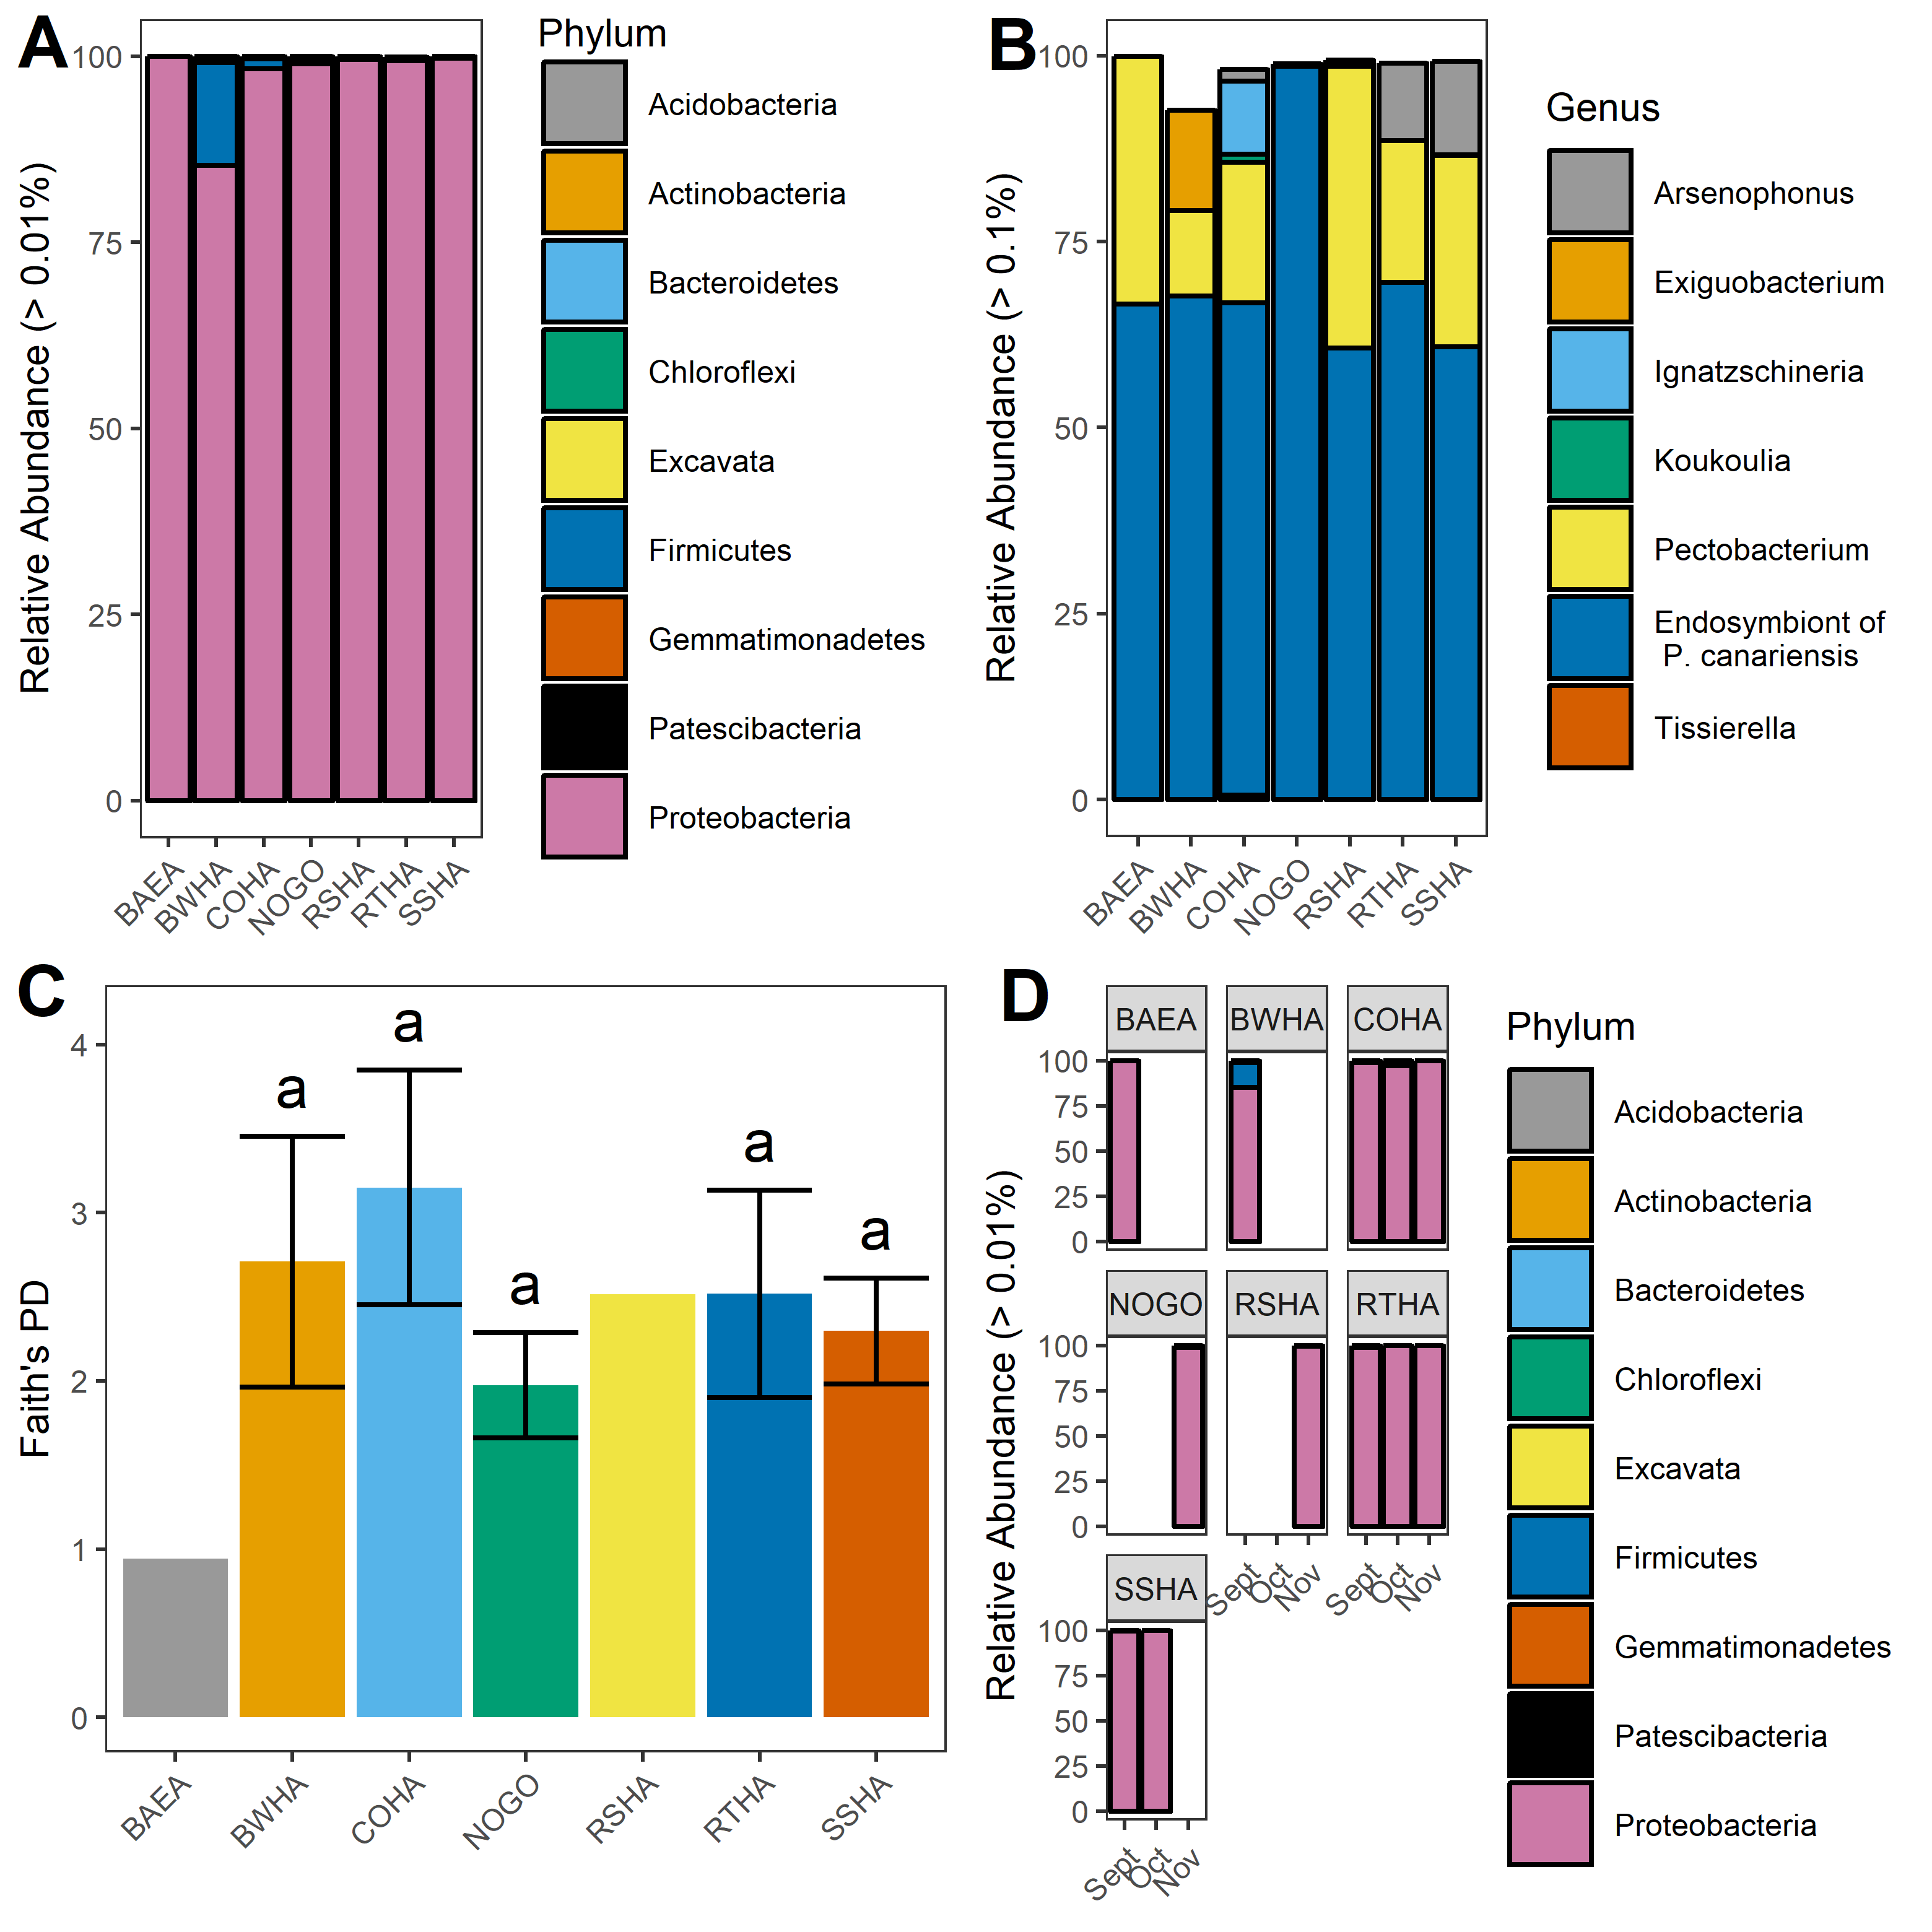 A
Relative Abundance (> 0.01%)
100
75
50
25
0
BAEA
BWHA
COHA
NOGO
RSHA
RTHA
SSHA
Phylum
Acidobacteria
Actinobacteria
Bacteroidetes
Chloroflexi
Excavata
Firmicutes
Gemmatimonadetes
Patescibacteria
Proteobacteria
B
Relative Abundance (> 0.1%)
100
75
50
25
0
BAEA
BWHA
COHA
NOGO
RSHA
RTHA
SSHA
Genus
Arsenophonus
Exiguobacterium
Ignatzschineria
Koukoulia
Pectobacterium
Endosymbiont of
P. canariensis
Tissierella
C
Faith's PD
4
3
2
1
0
a
a
a
a
a
BAEA
BWHA
COHA
NOGO
RSHA
RTHA
SSHA
D
Relative Abundance (> 0.01%)
BAEA
BWHA
COHA
100
75
50
25
0
NOGO
RSHA
RTHA
100
75
50
25
0
Sept
Oct
Nov
Sept
Oct
Nov
SSHA
100
75
50
25
0
Sept
Oct
Nov
Phylum
Acidobacteria
Actinobacteria
Bacteroidetes
Chloroflexi
Excavata
Firmicutes
Gemmatimonadetes
Patescibacteria
Proteobacteria